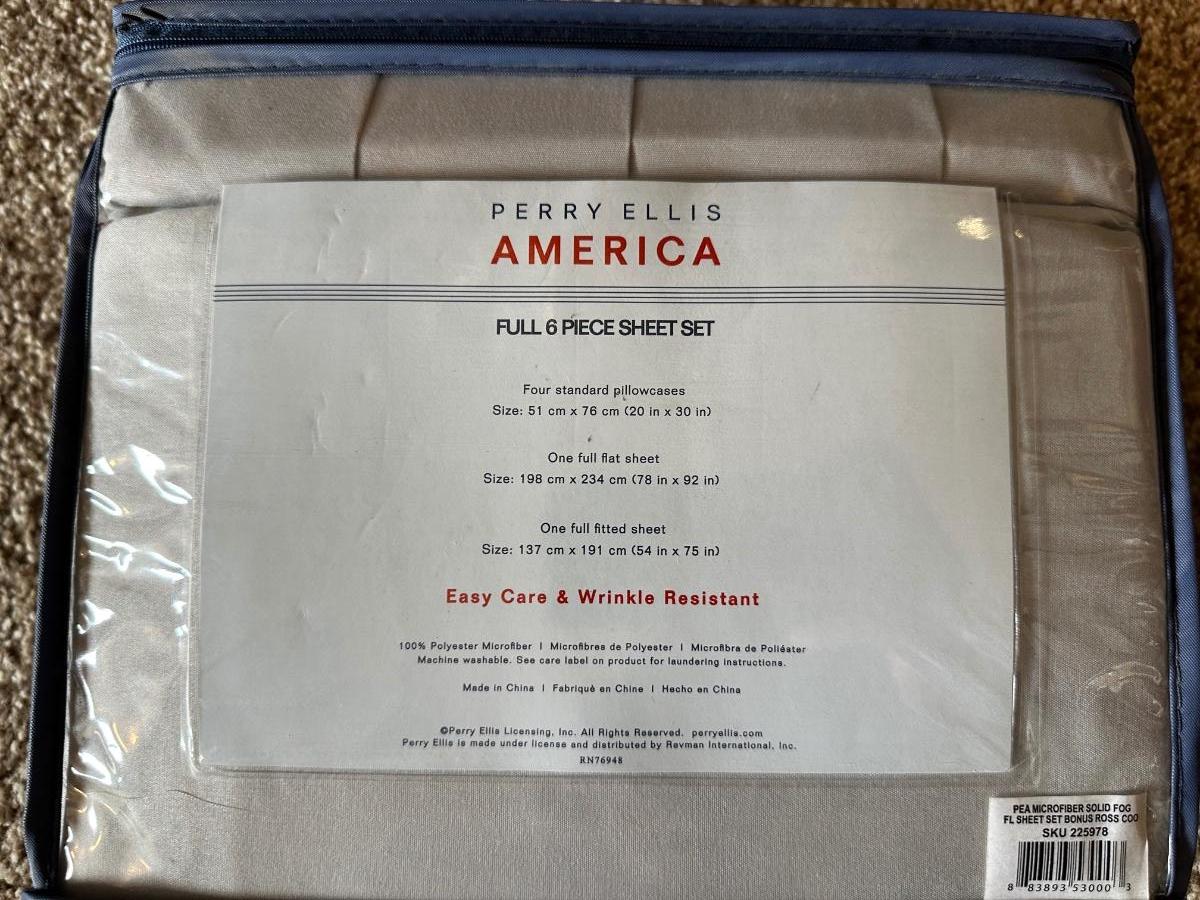 PERRY ELLIS
AMERICA
FULL 6 PIECE SHEET SET
Four standard pillowcases
Size: 51 cm x 76 cm (20 in x 30 in)
One full flat sheet
Size: 198 cm x 234 cm (78 in x 92 in)
One full fitted sheet
Size: 137 cm x 191 cm (54 in x 75 in)
Easy Care & Wrinkle Resistant
100% Polyester Microfiber | Microfibres de Polyester | Microfibra de Poliéster
Machine washable. See care label on product for laundering instructions.
Made in China | Fabriquè en Chine | Hecho en China
©Perry Ellis Licensing, Inc. All Rights Reserved. perryellis.com
Perry Ellis is made under license and distributed by Revman International, Inc.
RN76948
PEA MICROFIBER SOLID FOG
FL SHEET SET BONUS ROSS COO
SKU 225978
8 83893 53000 3